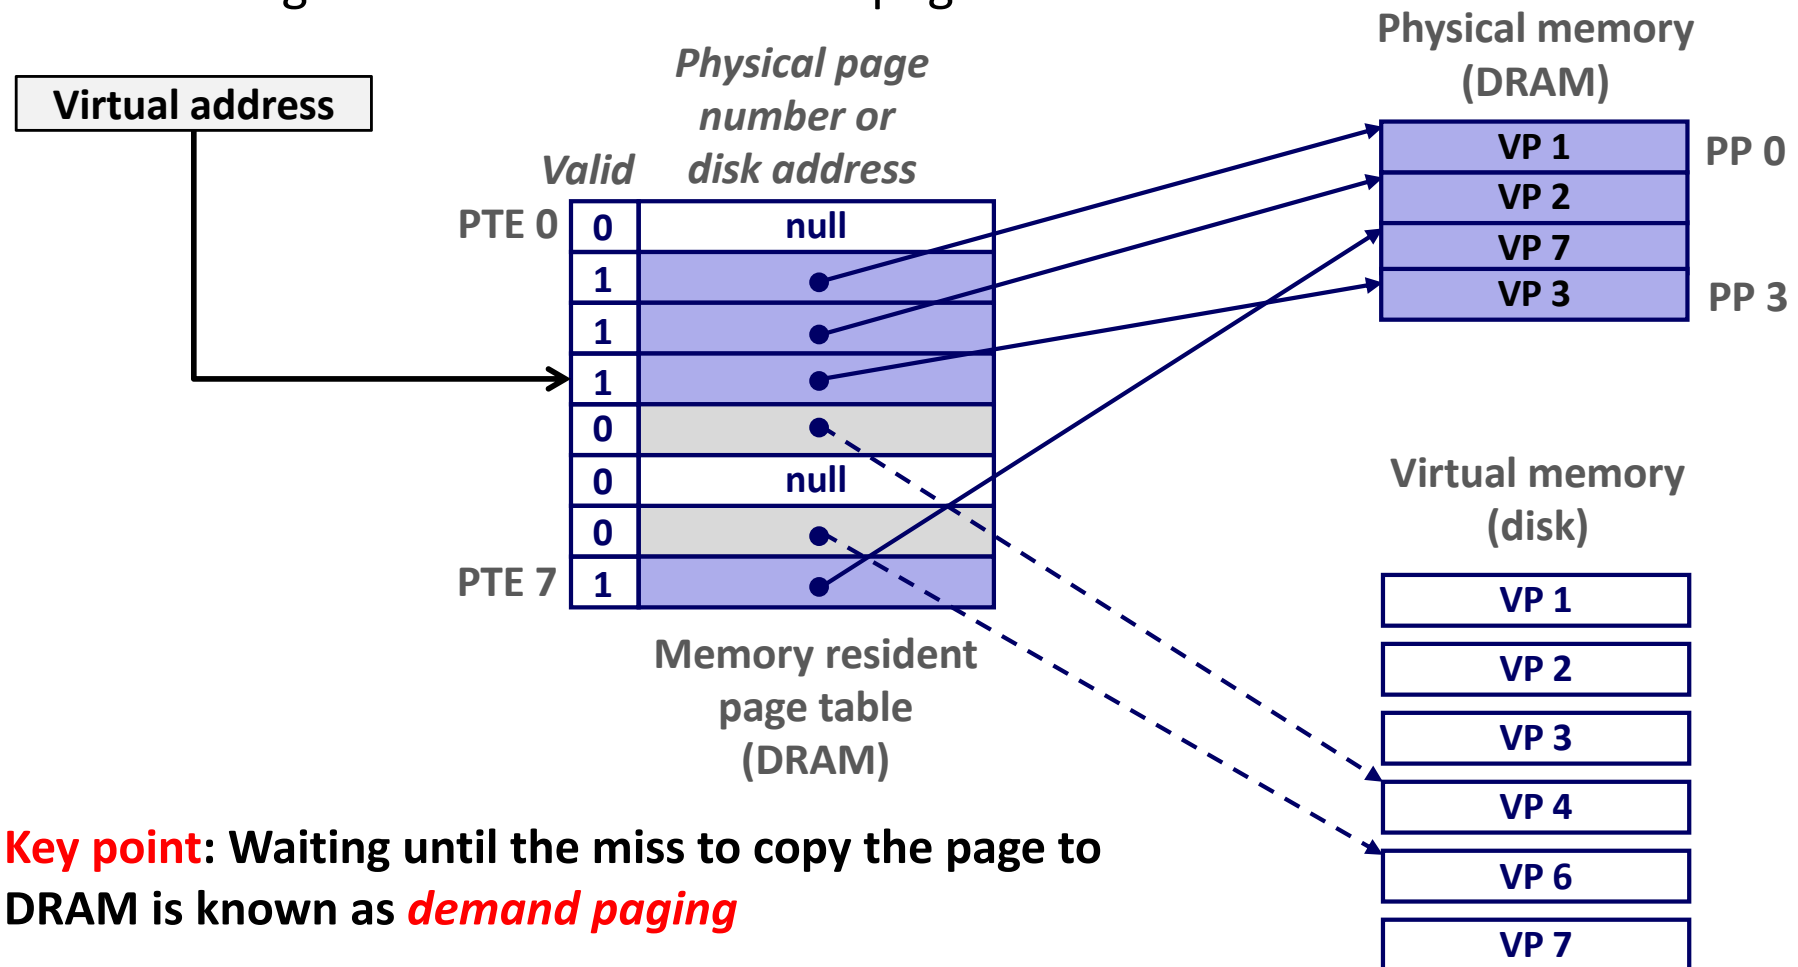 Physical memory
(DRAM)
Virtual address
Physical page
number or
disk address
Valid
PTE 0
0
null
1
1
1
0
0
null
0
PTE 7
1
VP 1
PP 0
VP 2
VP 7
VP 3
PP 3
Memory resident
page table
(DRAM)
Virtual memory
(disk)
VP 1
VP 2
VP 3
VP 4
VP 6
VP 7
Key point: Waiting until the miss to copy the page to
DRAM is known as demand paging